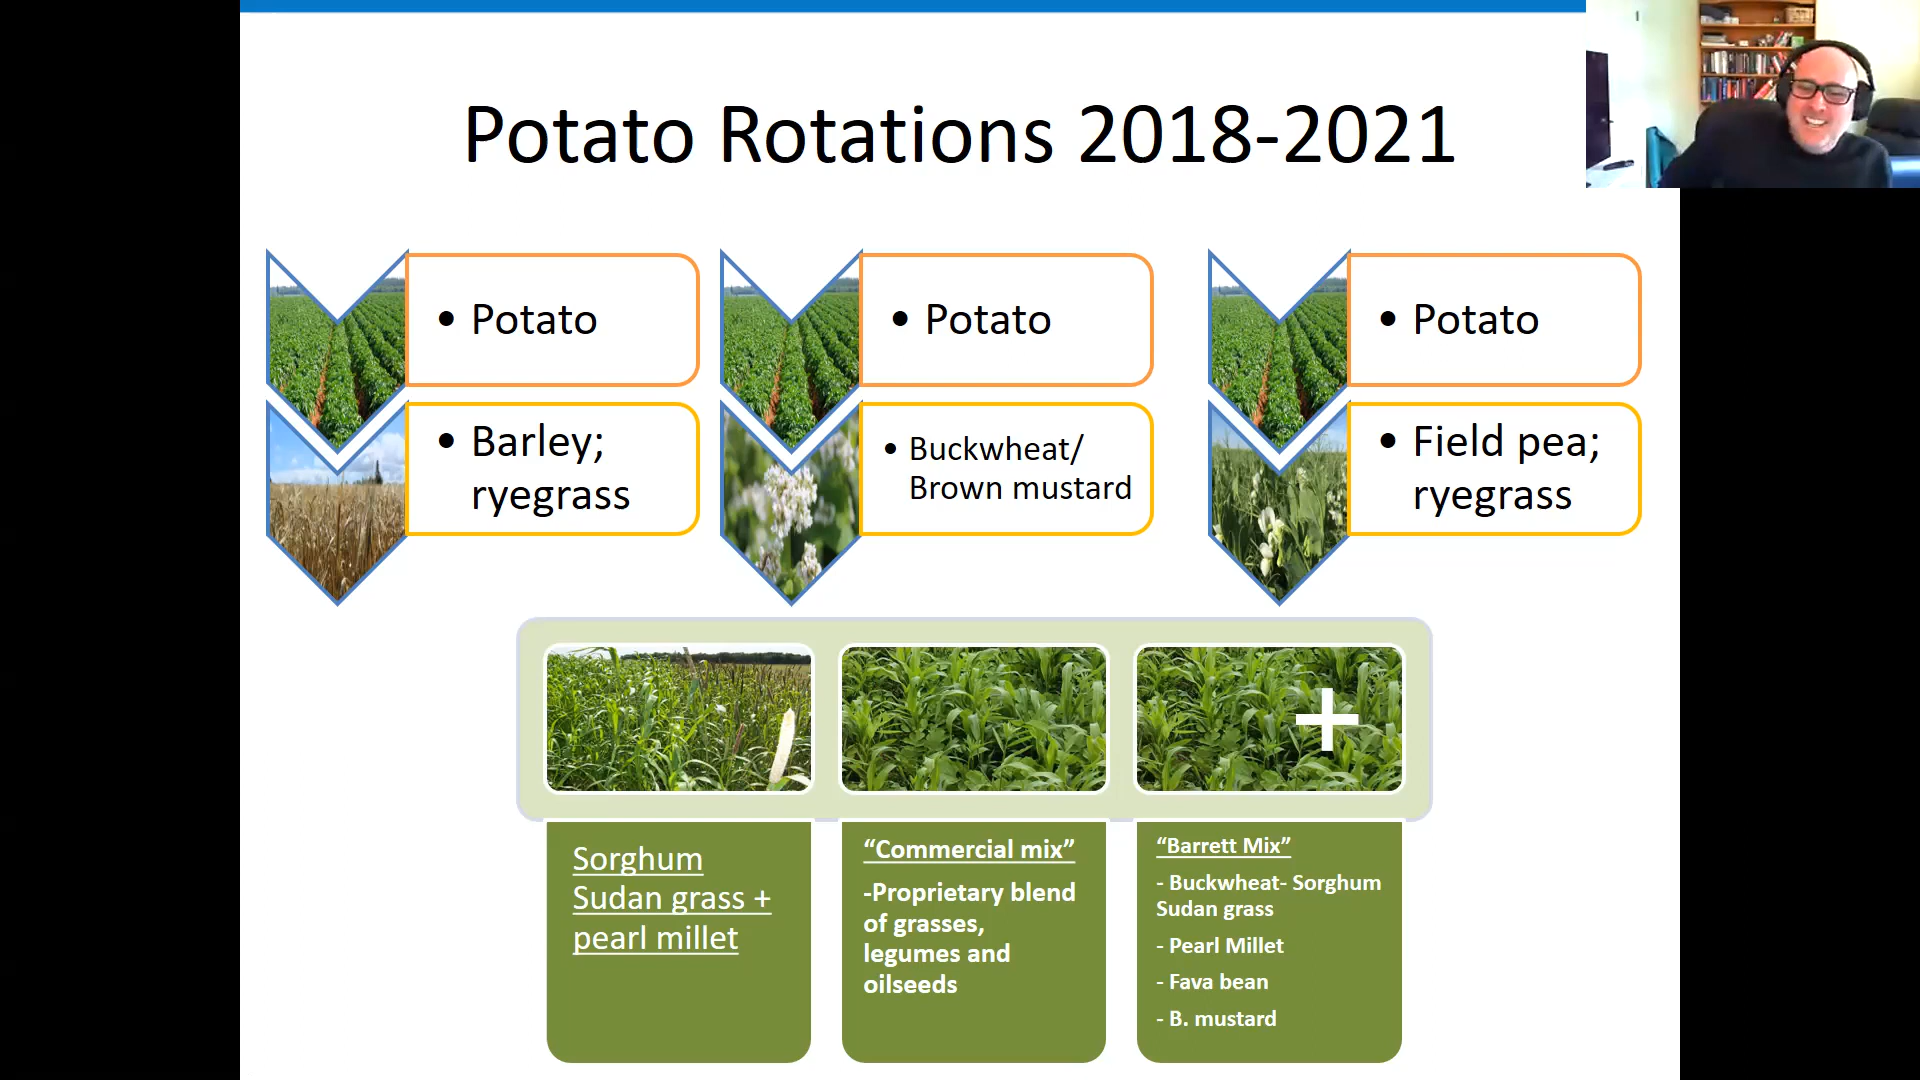 Potato Rotations 2018-2021
• Potato
• Barley;
ryegrass
• Potato
• Buckwheat/
Brown mustard
• Potato
• Field pea;
ryegrass
Sorghum
Sudan grass +
pearl millet
“Commercial mix”
-Proprietary blend
of grasses,
legumes and
oilseeds
“Barrett Mix”
- Buckwheat- Sorghum
Sudan grass
- Pearl Millet
- Fava bean
- B. mustard